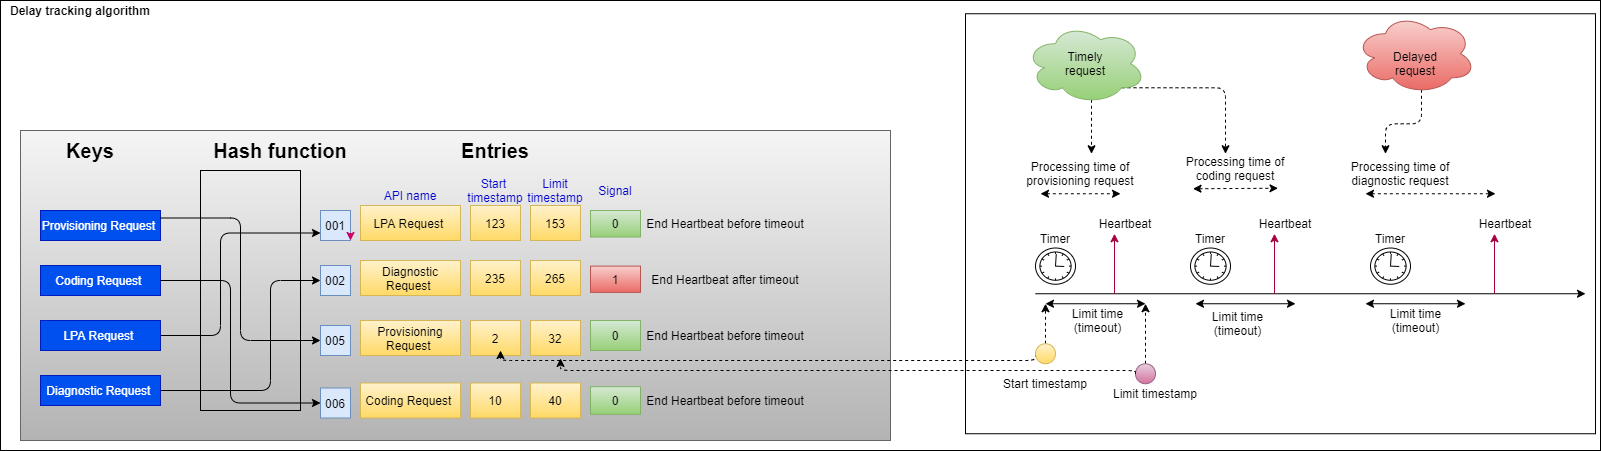 Delay tracking algorithm
Keys
Hash function
Entries
API name
Start
timestamp
Limit
timestamp
Signal
Provisioning Request
Coding Request
LPA Request
Diagnostic Request
001
LPA Request
123
153
0
End Heartbeat before timeout
002
Diagnostic
Request
235
265
1
End Heartbeat after timeout
005
Provisioning
Request
2
32
0
End Heartbeat before timeout
006
Coding Request
10
40
0
End Heartbeat before timeout
Timely
request
Delayed
request
Processing time of
provisioning request
Processing time of
coding request
Processing time of
diagnostic request
Timer
Heartbeat
Timer
Heartbeat
Timer
Heartbeat
Limit time
(timeout)
Limit time
(timeout)
Limit time
(timeout)
Start timestamp
Limit timestamp